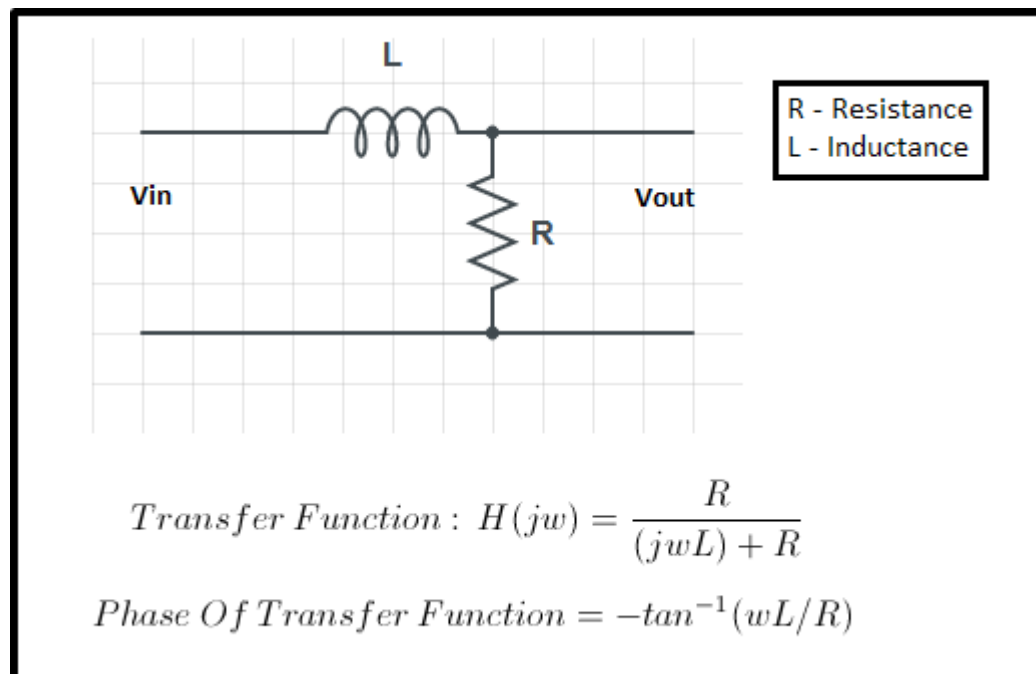 L
R - Resistance
L - Inductance
Vin
Vout
R
Transfer Function : H(jw) = R / ((jwL) + R)
Phase Of Transfer Function = −tan⁻¹(wL/R)